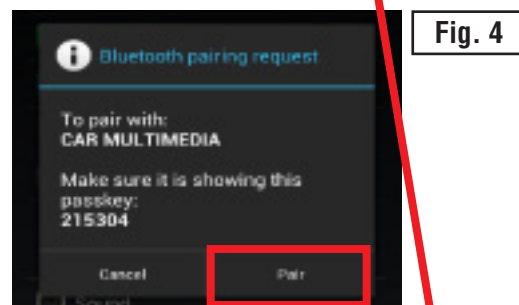 Fig. 4
Bluetooth pairing request
To pair with:
CAR MULTIMEDIA
Make sure it is showing this
passkey:
215304
Cancel
Pair
Sound